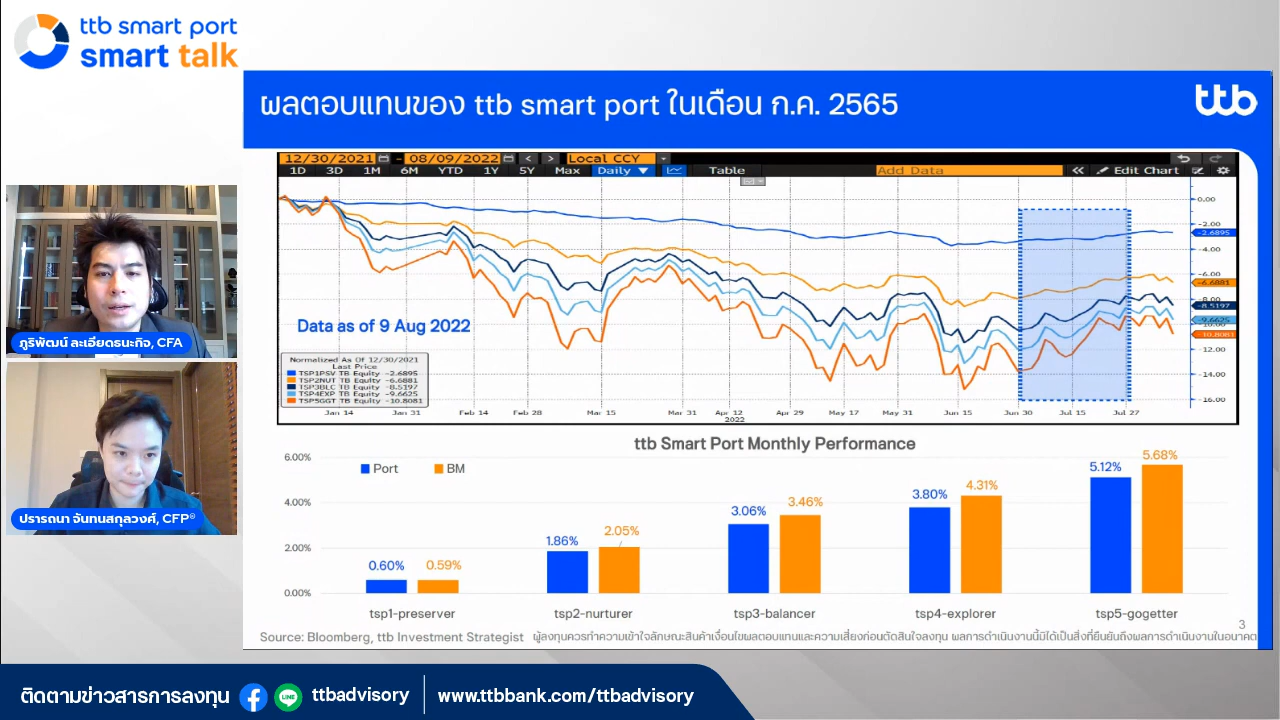 ttb smart port
smart talk
ผลตอบแทนของ ttb smart port ในเดือน ก.ค. 2565
ttb
12/30/2021 - 08/09/2022 < > Local CCY
1D 3D 1M 6M YTD 1Y 5Y Max Daily ▼ Table Add Data « Edit Chart
0.00
-2.00
-2.6895
-4.00
-6.00
-6.6881
-8.00
-8.5197
-9.6625
-10.00
-10.8081
-12.00
-14.00
-16.00
Data as of 9 Aug 2022
Normalized As Of 12/30/2021
Last Price
TSP1PSV TB Equity -2.6895
TSP2NUT TB Equity -6.6881
TSP3BLC TB Equity -8.5197
TSP4EXP TB Equity -9.6625
TSP5GGT TB Equity -10.8081
Jan 14 Jan 31 Feb 14 Feb 28 Mar 15 Mar 31 Apr 12 Apr 29 May 17 May 31 Jun 15 Jun 30 Jul 15 Jul 27
2022
ภูริพัฒน์ ละเอียดธนะกิจ, CFA
ปรารถนา จันทนสกุลวงศ์, CFP®
ttb Smart Port Monthly Performance
Port BM
6.00%
4.00%
2.00%
0.00%
0.60% 0.59%
1.86% 2.05%
3.06% 3.46%
3.80% 4.31%
5.12% 5.68%
tsp1-preserver tsp2-nurturer tsp3-balancer tsp4-explorer tsp5-gogetter
3
Source: Bloomberg, ttb Investment Strategist ผู้ลงทุนควรทำความเข้าใจลักษณะสินค้าเงื่อนไขผลตอบแทนและความเสี่ยงก่อนตัดสินใจลงทุน ผลการดำเนินงานนี้มิได้เป็นสิ่งที่ยืนยันถึงผลการดำเนินงานในอนาคต
ติดตามข่าวสารการลงทุน LINE ttbadvisory www.ttbbank.com/ttbadvisory